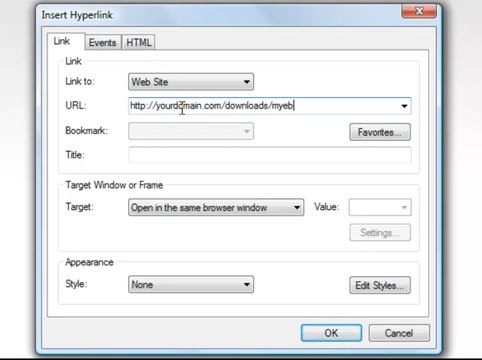 Insert Hyperlink
Link Events HTML
Link
Link to: Web Site
URL: http://yourdomain.com/downloads/myeb
Bookmark: Favorites...
Title:
Target Window or Frame
Target: Open in the same browser window Value:
Settings...
Appearance
Style: None Edit Styles...
OK Cancel